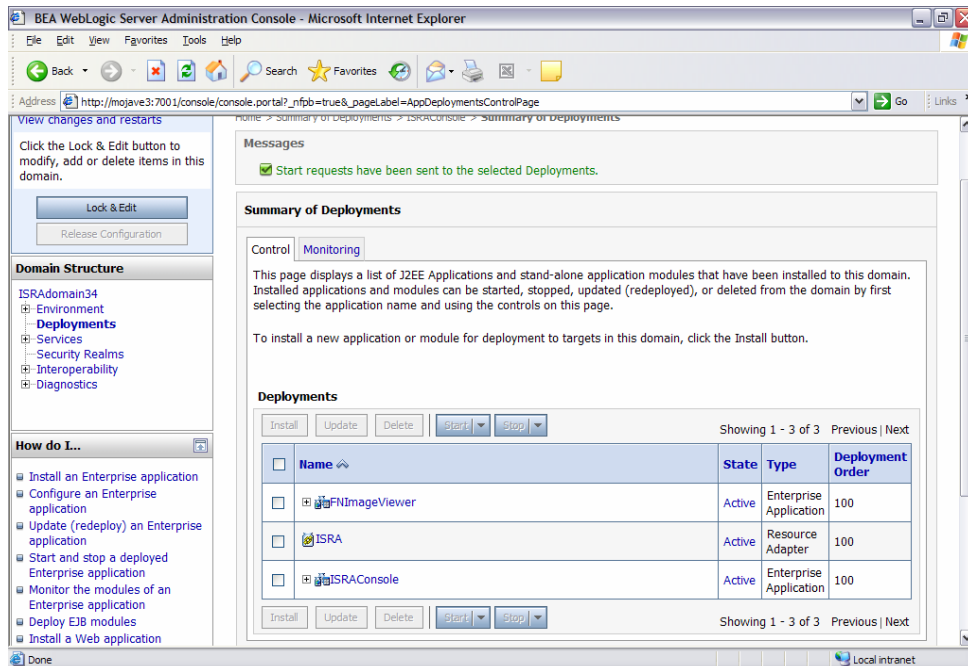 BEA WebLogic Server Administration Console - Microsoft Internet Explorer
File Edit View Favorites Tools Help
Back Search Favorites
Address http://mojave3:7001/console/console.portal?_nfpb=true&_pageLabel=AppDeploymentsControlPage Go Links
View changes and restarts
Click the Lock & Edit button to
modify, add or delete items in this
domain.
Lock & Edit
Release Configuration
Domain Structure
ISRAdomain34
Environment
Deployments
Services
Security Realms
Interoperability
Diagnostics
How do I...
Install an Enterprise application
Configure an Enterprise
application
Update (redeploy) an Enterprise
application
Start and stop a deployed
Enterprise application
Monitor the modules of an
Enterprise application
Deploy EJB modules
Install a Web application
Home > Summary of Deployments > ISRAConsole > Summary of Deployments
Messages
Start requests have been sent to the selected Deployments.
Summary of Deployments
Control Monitoring
This page displays a list of J2EE Applications and stand-alone application modules that have been installed to this domain.
Installed applications and modules can be started, stopped, updated (redeployed), or deleted from the domain by first
selecting the application name and using the controls on this page.
To install a new application or module for deployment to targets in this domain, click the Install button.
Deployments
Install Update Delete Start Stop Showing 1 - 3 of 3 Previous | Next
Name State Type Deployment
Order
FNImageViewer Active Enterprise
Application 100
ISRA Active Resource
Adapter 100
ISRAConsole Active Enterprise
Application 100
Install Update Delete Start Stop Showing 1 - 3 of 3 Previous | Next
Done Local intranet